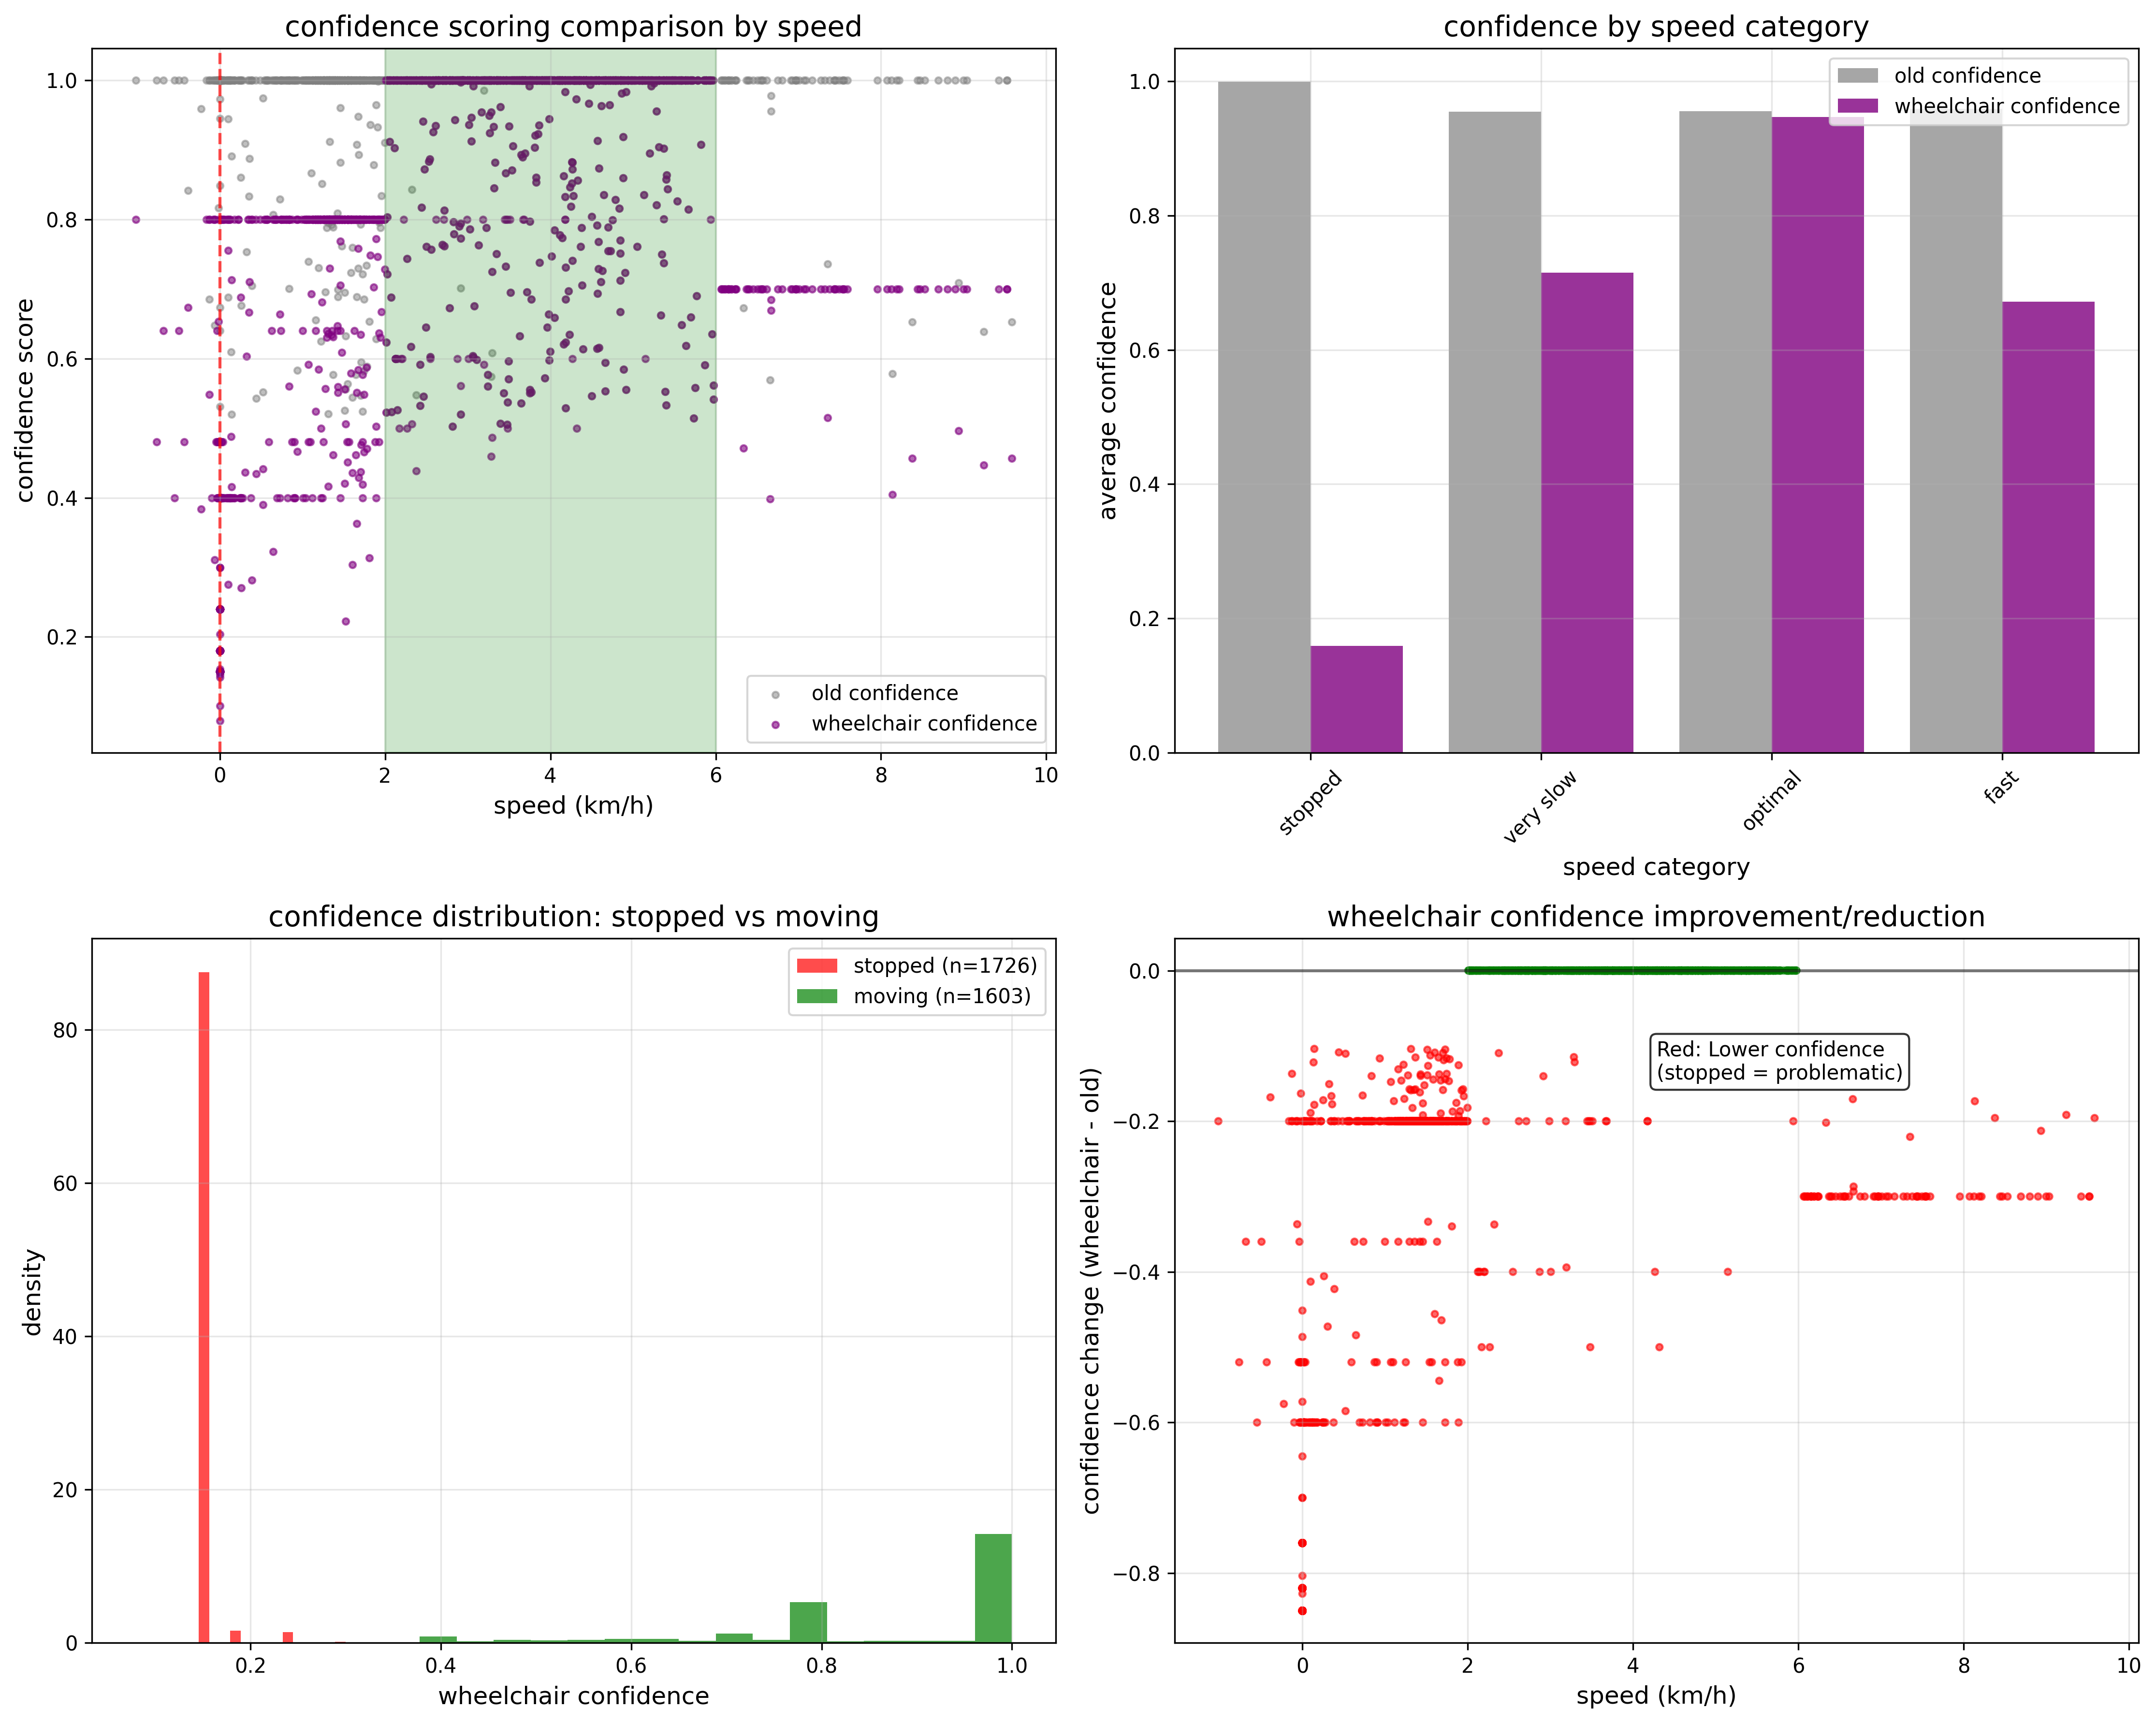 confidence scoring comparison by speed
confidence score
1.0
0.8
0.6
0.4
0.2
0
2
4
6
8
10
speed (km/h)
old confidence
wheelchair confidence
confidence by speed category
average confidence
1.0
0.8
0.6
0.4
0.2
0.0
stopped
very slow
optimal
fast
speed category
old confidence
wheelchair confidence
confidence distribution: stopped vs moving
density
80
60
40
20
0
0.2
0.4
0.6
0.8
1.0
wheelchair confidence
stopped (n=1726)
moving (n=1603)
wheelchair confidence improvement/reduction
confidence change (wheelchair - old)
0.0
−0.2
−0.4
−0.6
−0.8
0
2
4
6
8
10
speed (km/h)
Red: Lower confidence
(stopped = problematic)